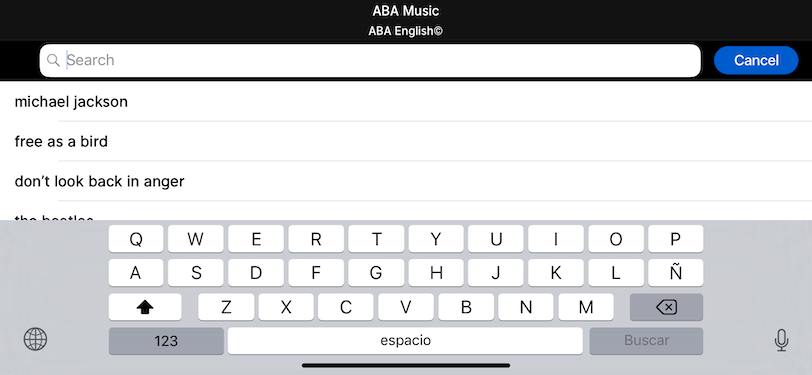 ABA Music
ABA English©
Search
Cancel
michael jackson
free as a bird
don't look back in anger
Q W E R T Y U I O P
A S D F G H J K L Ñ
Z X C V B N M
123 espacio Buscar